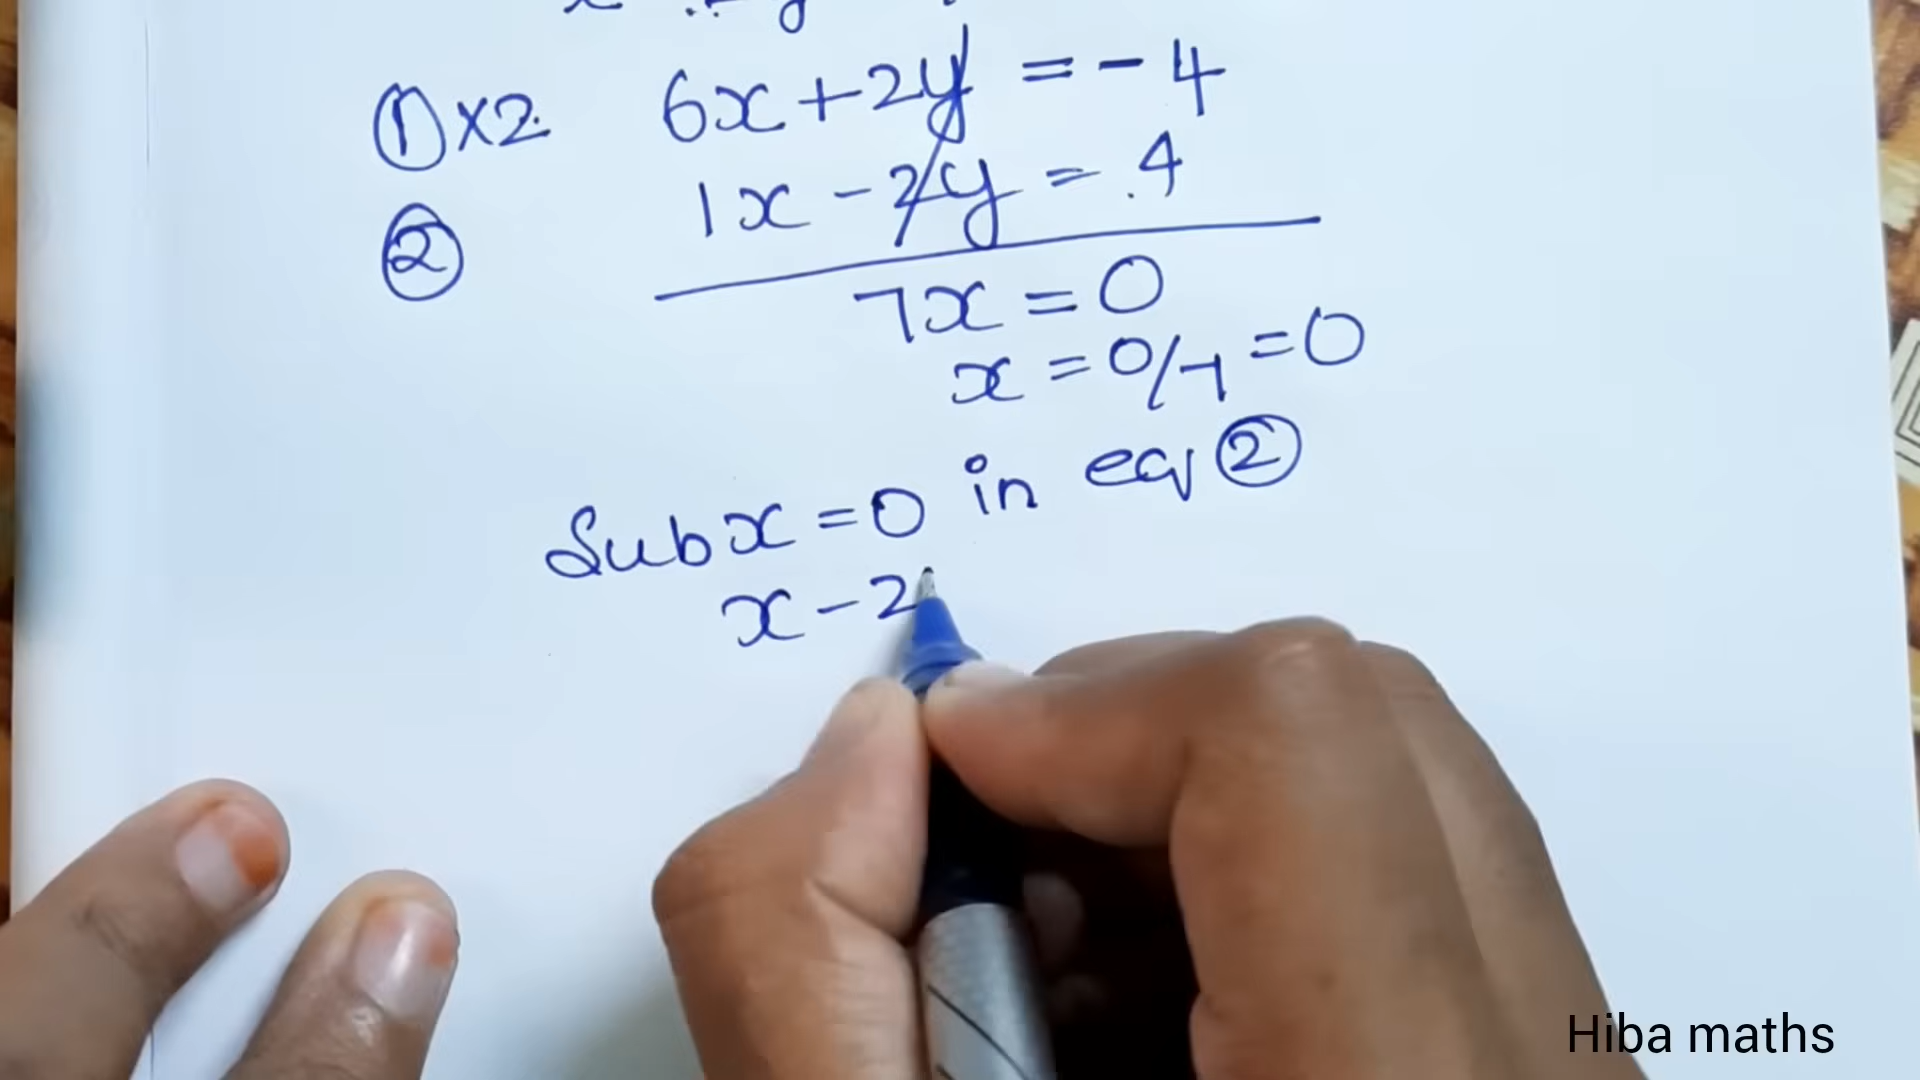 ①×2 6x+2y = -4
② 1x - 2y = 4
7x = 0
x = 0/7 = 0
Sub x = 0 in eq ②
x - 2
Hiba maths